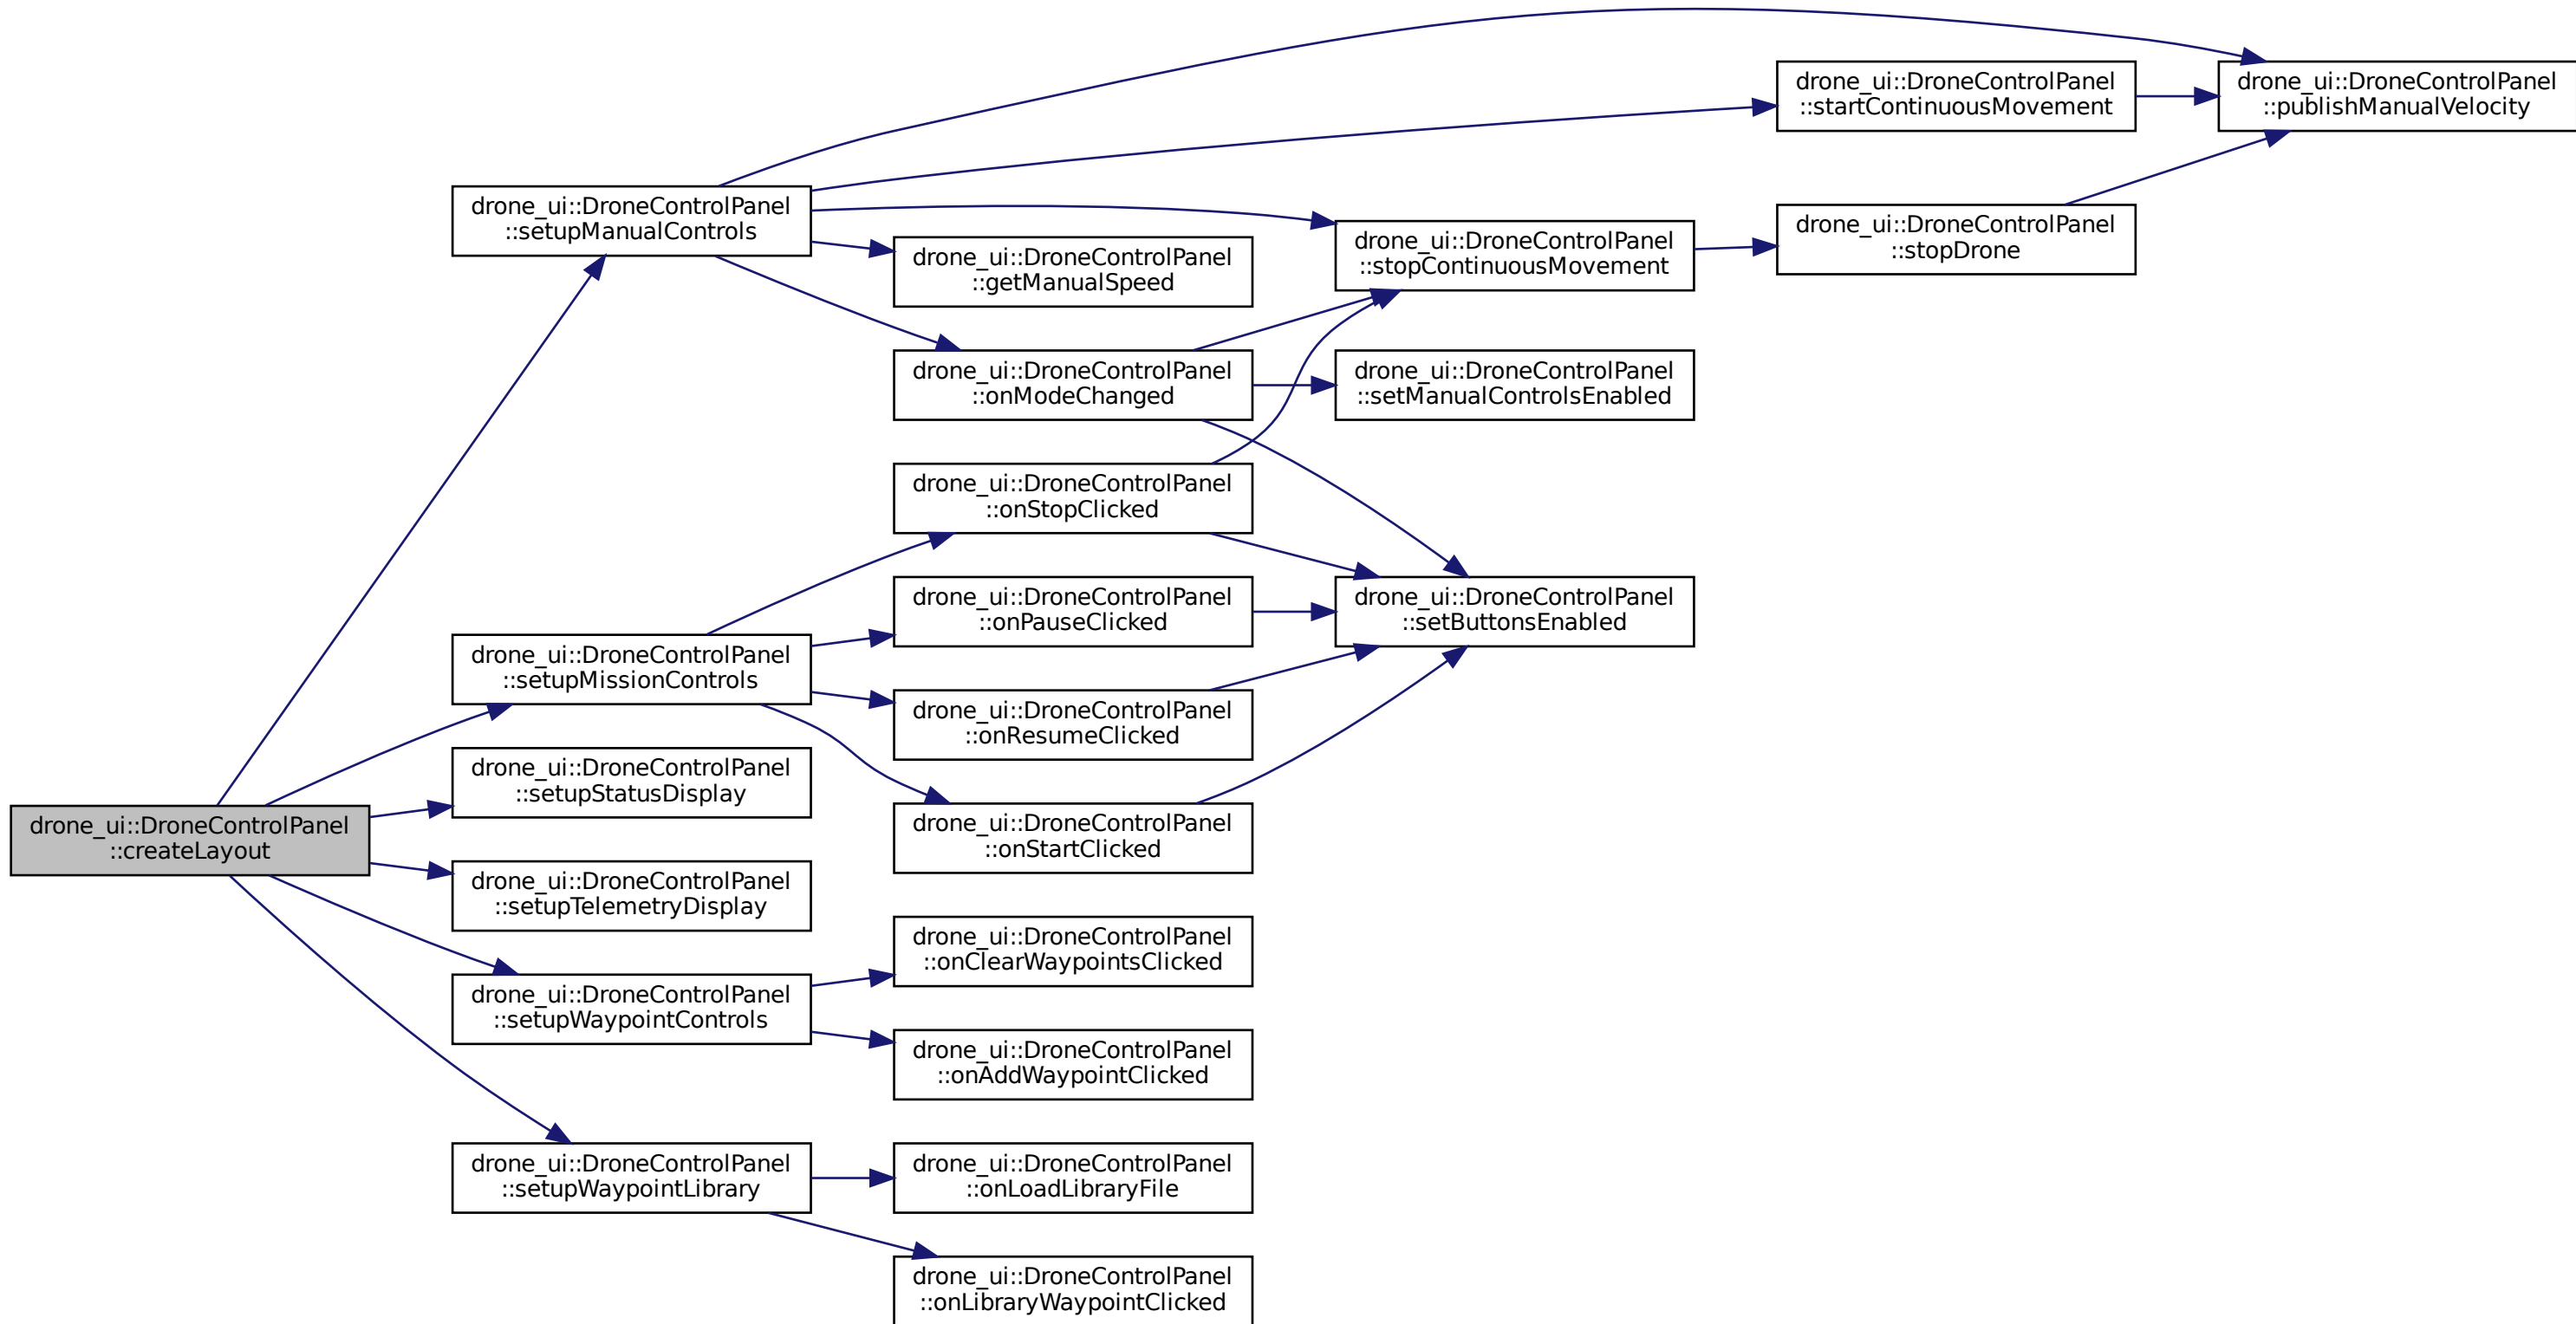 drone_ui::DroneControlPanel
::createLayout
drone_ui::DroneControlPanel
::setupManualControls
drone_ui::DroneControlPanel
::setupMissionControls
drone_ui::DroneControlPanel
::setupStatusDisplay
drone_ui::DroneControlPanel
::setupTelemetryDisplay
drone_ui::DroneControlPanel
::setupWaypointControls
drone_ui::DroneControlPanel
::setupWaypointLibrary
drone_ui::DroneControlPanel
::getManualSpeed
drone_ui::DroneControlPanel
::onModeChanged
drone_ui::DroneControlPanel
::onStopClicked
drone_ui::DroneControlPanel
::onPauseClicked
drone_ui::DroneControlPanel
::onResumeClicked
drone_ui::DroneControlPanel
::onStartClicked
drone_ui::DroneControlPanel
::onClearWaypointsClicked
drone_ui::DroneControlPanel
::onAddWaypointClicked
drone_ui::DroneControlPanel
::onLoadLibraryFile
drone_ui::DroneControlPanel
::onLibraryWaypointClicked
drone_ui::DroneControlPanel
::stopContinuousMovement
drone_ui::DroneControlPanel
::setManualControlsEnabled
drone_ui::DroneControlPanel
::setButtonsEnabled
drone_ui::DroneControlPanel
::startContinuousMovement
drone_ui::DroneControlPanel
::stopDrone
drone_ui::DroneControlPanel
::publishManualVelocity